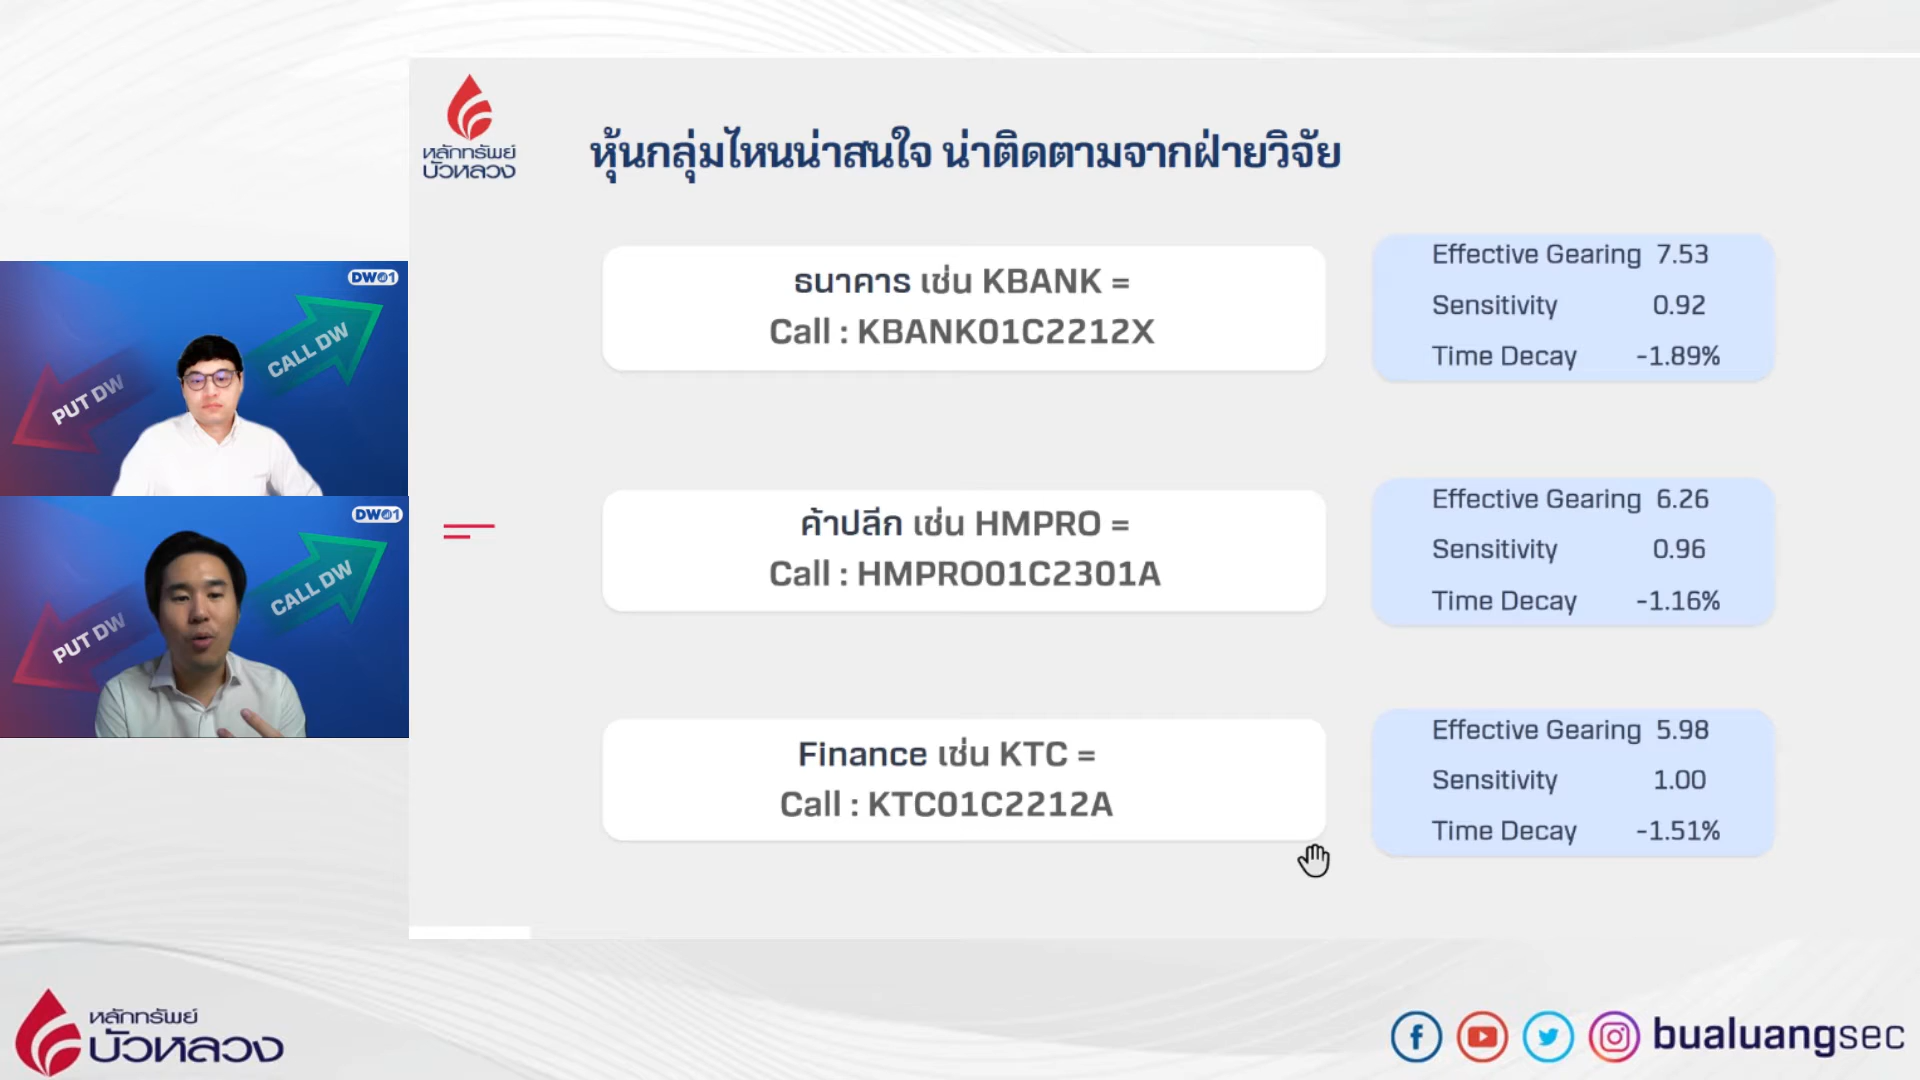 หลักทรัพย์
บัวหลวง
หุ้นกลุ่มไหนน่าสนใจ น่าติดตามจากฝ่ายวิจัย
ธนาคาร เช่น KBANK =
Call : KBANK01C2212X
Effective Gearing 7.53
Sensitivity 0.92
Time Decay -1.89%
ค้าปลีก เช่น HMPRO =
Call : HMPRO01C2301A
Effective Gearing 6.26
Sensitivity 0.96
Time Decay -1.16%
Finance เช่น KTC =
Call : KTC01C2212A
Effective Gearing 5.98
Sensitivity 1.00
Time Decay -1.51%
DW01
CALL DW
PUT DW
DW01
CALL DW
PUT DW
หลักทรัพย์
บัวหลวง
bualuangsec